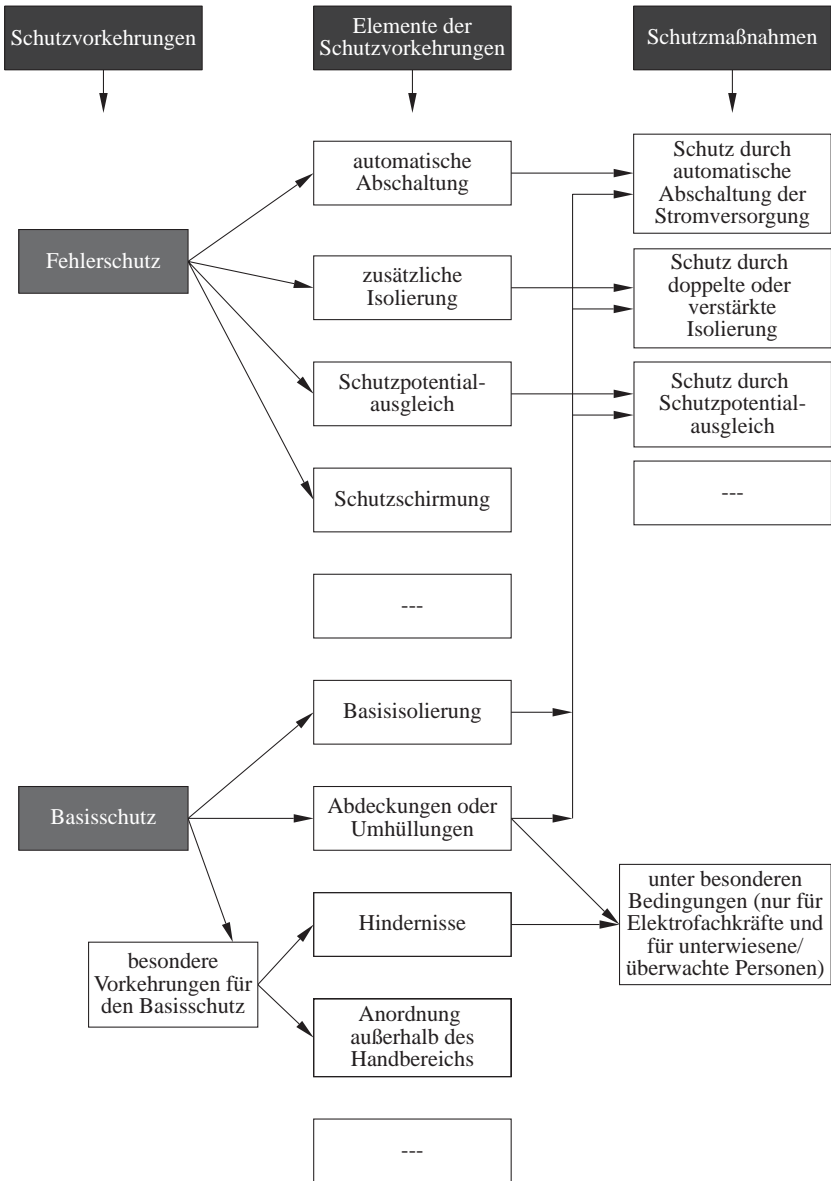 Schutzvorkehrungen
Elemente der
Schutzvorkehrungen
Schutzmaßnahmen
automatische
Abschaltung
Schutz durch
automatische
Abschaltung der
Stromversorgung
Fehlerschutz
zusätzliche
Isolierung
Schutz durch
doppelte oder
verstärkte
Isolierung
Schutzpotential-
ausgleich
Schutz durch
Schutzpotential-
ausgleich
Schutzschirmung
---
---
Basisisolierung
Basisschutz
Abdeckungen oder
Umhüllungen
unter besonderen
Bedingungen (nur für
Elektrofachkräfte und
für unterwiesene/
überwachte Personen)
Hindernisse
besondere
Vorkehrungen für
den Basisschutz
Anordnung
außerhalb des
Handbereichs
---